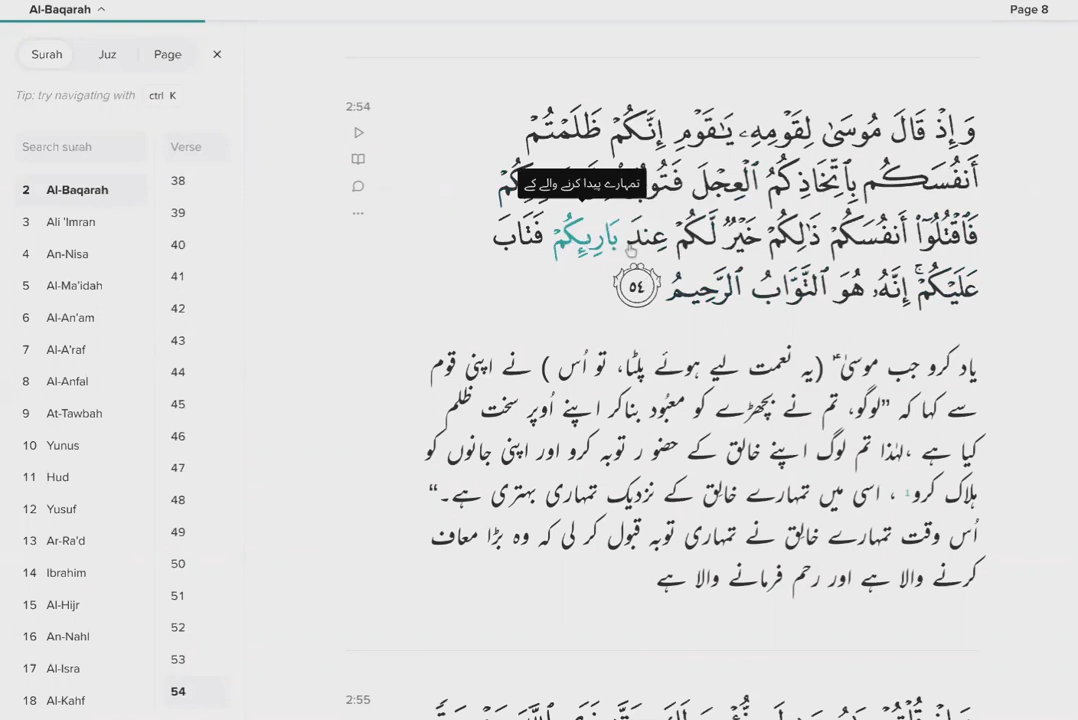 Al-Baqarah
Page 8
Surah
Juz
Page
Tip: try navigating with ctrl K
Search surah
Verse
2 Al-Baqarah
3 Ali 'Imran
4 An-Nisa
5 Al-Ma'idah
6 Al-An'am
7 Al-A'raf
8 Al-Anfal
9 At-Tawbah
10 Yunus
11 Hud
12 Yusuf
13 Ar-Ra'd
14 Ibrahim
15 Al-Hijr
16 An-Nahl
17 Al-Isra
18 Al-Kahf
38
39
40
41
42
43
44
45
46
47
48
49
50
51
52
53
54
2:54
وَإِذْ قَالَ مُوسَىٰ لِقَوْمِهِۦ يَـٰقَوْمِ إِنَّكُمْ ظَلَمْتُمْ
أَنفُسَكُم بِٱتِّخَاذِكُمُ ٱلْعِجْلَ
تمہارے پیدا کرنے والے کے
فَٱقْتُلُوٓا۟ أَنفُسَكُمْ ذَٰلِكُمْ خَيْرٌ لَّكُمْ عِندَ بَارِئِكُمْ فَتَابَ
عَلَيْكُمْ ۚ إِنَّهُۥ هُوَ ٱلتَّوَّابُ ٱلرَّحِيمُ ٥٤
یاد کرو جب موسیٰؑ (یہ نعمت لیے ہوئے پلٹا، تو اُس ) نے اپنی قوم
سے کہا کہ ”لوگو، تم نے بچھڑے کو معبُود بناکر اپنے اُوپر سخت ظلم
کیا ہے ،لہٰذا تم لوگ اپنے خالق کے حضو ر توبہ کرو اور اپنی جانوں کو
ہلاک کرو1 ، اسی میں تمہارے خالِق کے نزدیک تمہاری بہتری ہے۔“
اُس وقت تمہارے خالِق نے تمہاری توبہ قبول کر لی کہ وہ بڑا معاف
کرنے والا ہے اور رحم فرمانے والا ہے
2:55